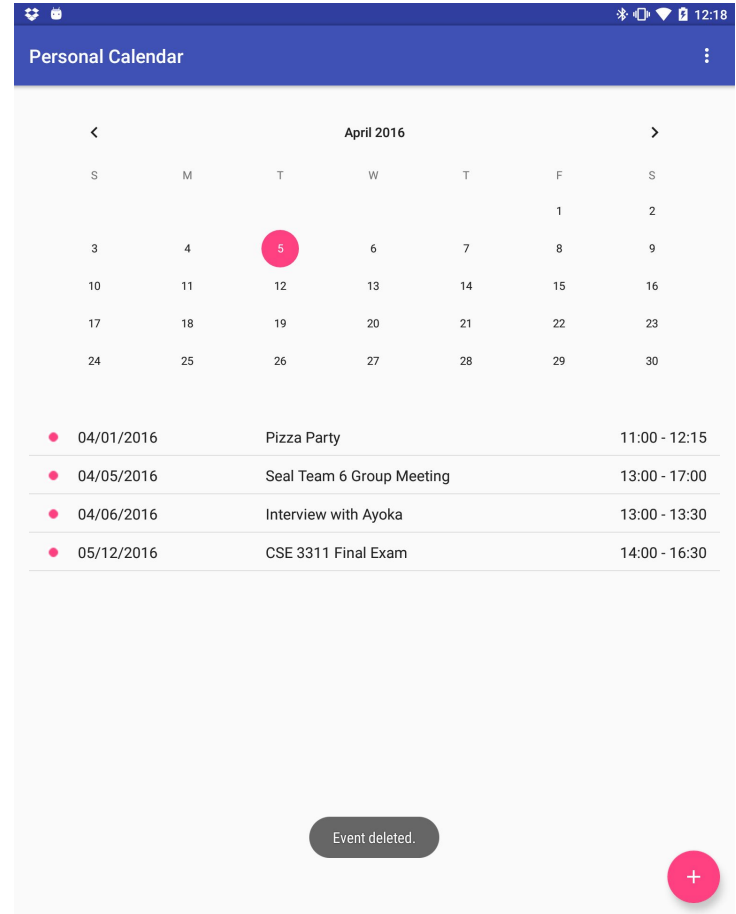 12:18
Personal Calendar
April 2016
S M T W T F S
1 2
3 4 5 6 7 8 9
10 11 12 13 14 15 16
17 18 19 20 21 22 23
24 25 26 27 28 29 30
04/01/2016 Pizza Party 11:00 - 12:15
04/05/2016 Seal Team 6 Group Meeting 13:00 - 17:00
04/06/2016 Interview with Ayoka 13:00 - 13:30
05/12/2016 CSE 3311 Final Exam 14:00 - 16:30
Event deleted.
+